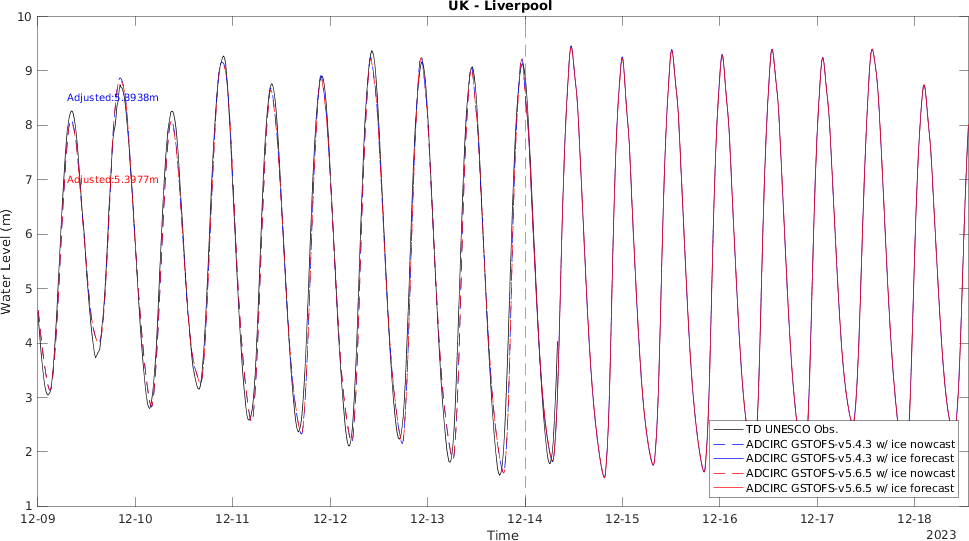 UK - Liverpool
10
9
8
7
6
5
4
3
2
1
Water Level (m)
Adjusted:5.3938m
Adjusted:5.3977m
TD UNESCO Obs.
ADCIRC GSTOFS-v5.4.3 w/ ice nowcast
ADCIRC GSTOFS-v5.4.3 w/ ice forecast
ADCIRC GSTOFS-v5.6.5 w/ ice nowcast
ADCIRC GSTOFS-v5.6.5 w/ ice forecast
12-09 12-10 12-11 12-12 12-13 12-14 12-15 12-16 12-17 12-18
Time
2023